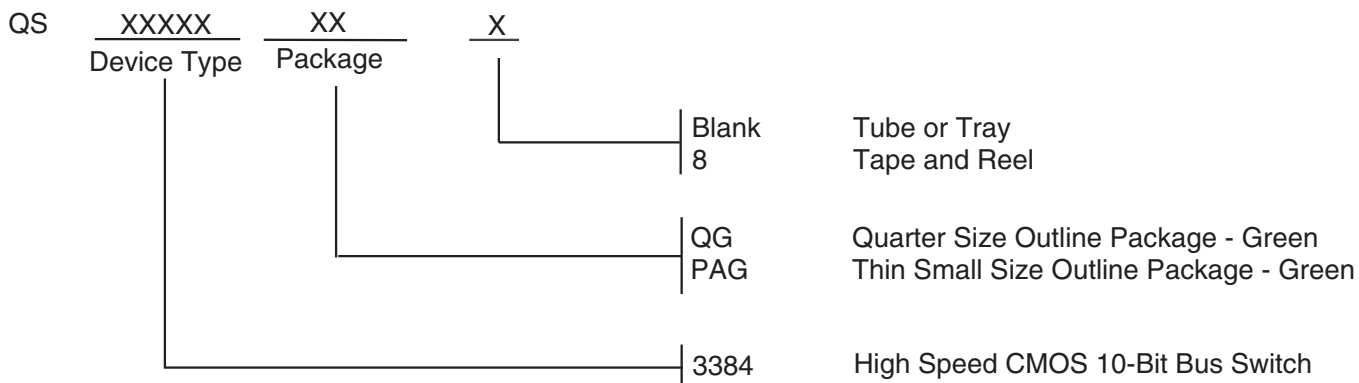 QS XXXXX XX X
Device Type Package
Blank Tube or Tray
8 Tape and Reel
QG Quarter Size Outline Package - Green
PAG Thin Small Size Outline Package - Green
3384 High Speed CMOS 10-Bit Bus Switch